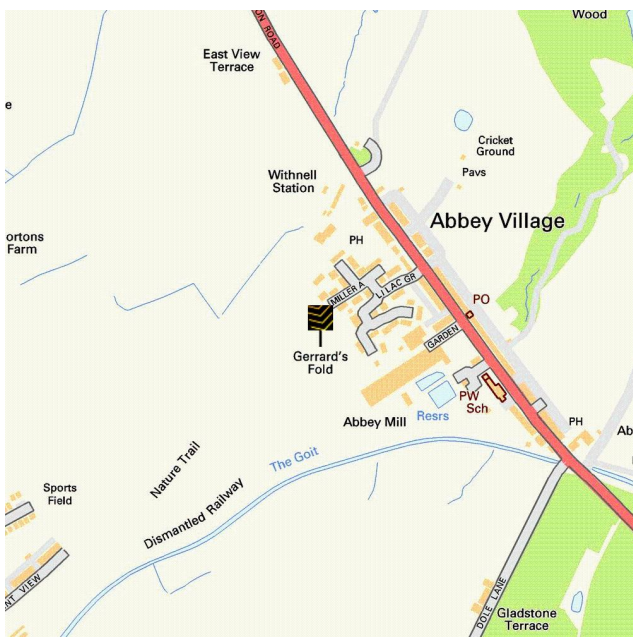 ON ROAD
Wood
East View
Terrace
e
Cricket
Ground
Withnell
Station
Pavs
Abbey Village
PH
ortons
Farm
MILLER A
LILAC GR
PO
GARDEN
Gerrard's
Fold
PW
Sch
Resrs
Abbey Mill
PH
Ab
The Goit
Nature Trail
Sports
Field
Dismantled Railway
NT VIEW
DOLE LANE
Gladstone
Terrace